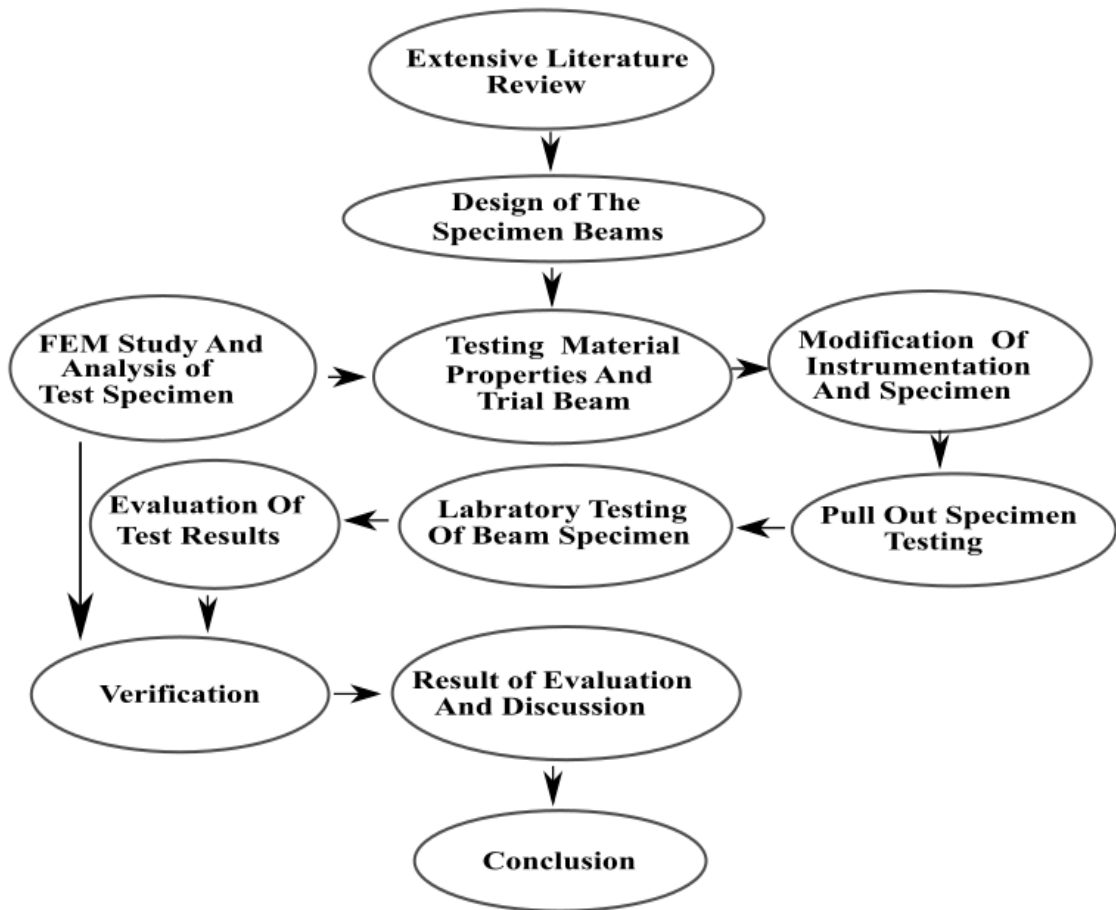 Extensive Literature
Review
Design of The
Specimen Beams
FEM Study And
Analysis of
Test Specimen
Testing Material
Properties And
Trial Beam
Modification Of
Instrumentation
And Specimen
Evaluation Of
Test Results
Labratory Testing
Of Beam Specimen
Pull Out Specimen
Testing
Verification
Result of Evaluation
And Discussion
Conclusion